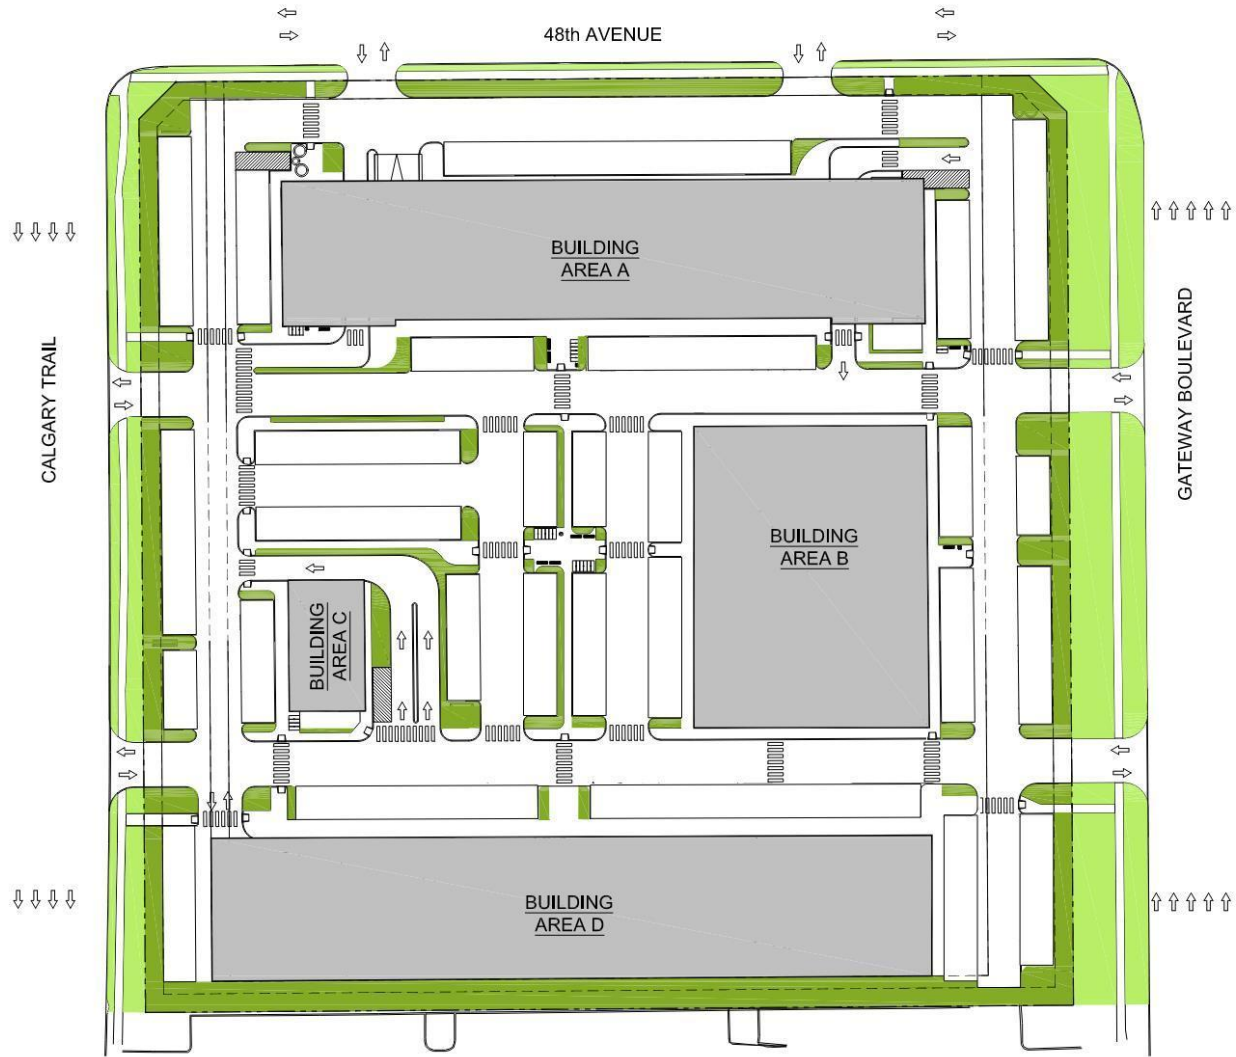 48th AVENUE
BUILDING
AREA A
CALGARY TRAIL
GATEWAY BOULEVARD
BUILDING
AREA B
BUILDING
AREA C
BUILDING
AREA D